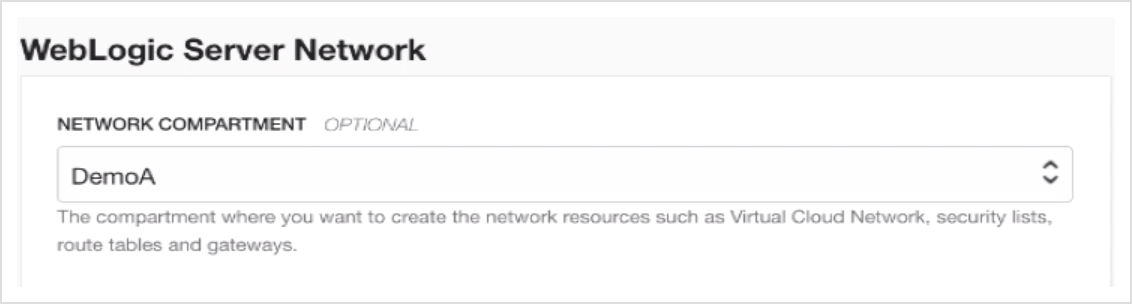 WebLogic Server Network
NETWORK COMPARTMENT OPTIONAL
DemoA
The compartment where you want to create the network resources such as Virtual Cloud Network, security lists,
route tables and gateways.